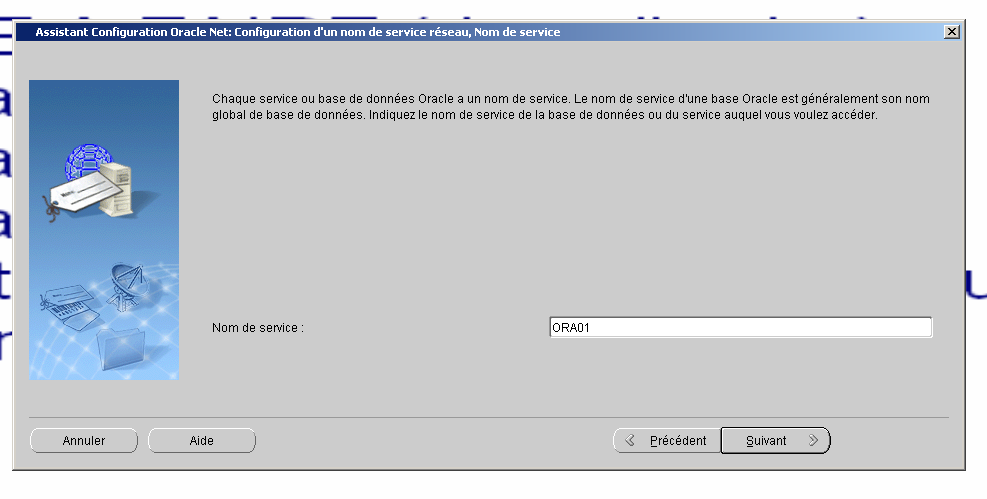 Assistant Configuration Oracle Net: Configuration d'un nom de service réseau, Nom de service
Chaque service ou base de données Oracle a un nom de service. Le nom de service d'une base Oracle est généralement son nom
global de base de données. Indiquez le nom de service de la base de données ou du service auquel vous voulez accéder.
Nom de service :
ORA01
Annuler
Aide
Précédent
Suivant